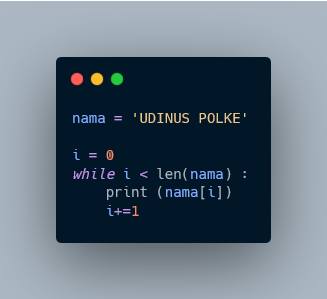 nama = 'UDINUS POLKE'
i = 0
while i < len(nama) :
print (nama[i])
i+=1